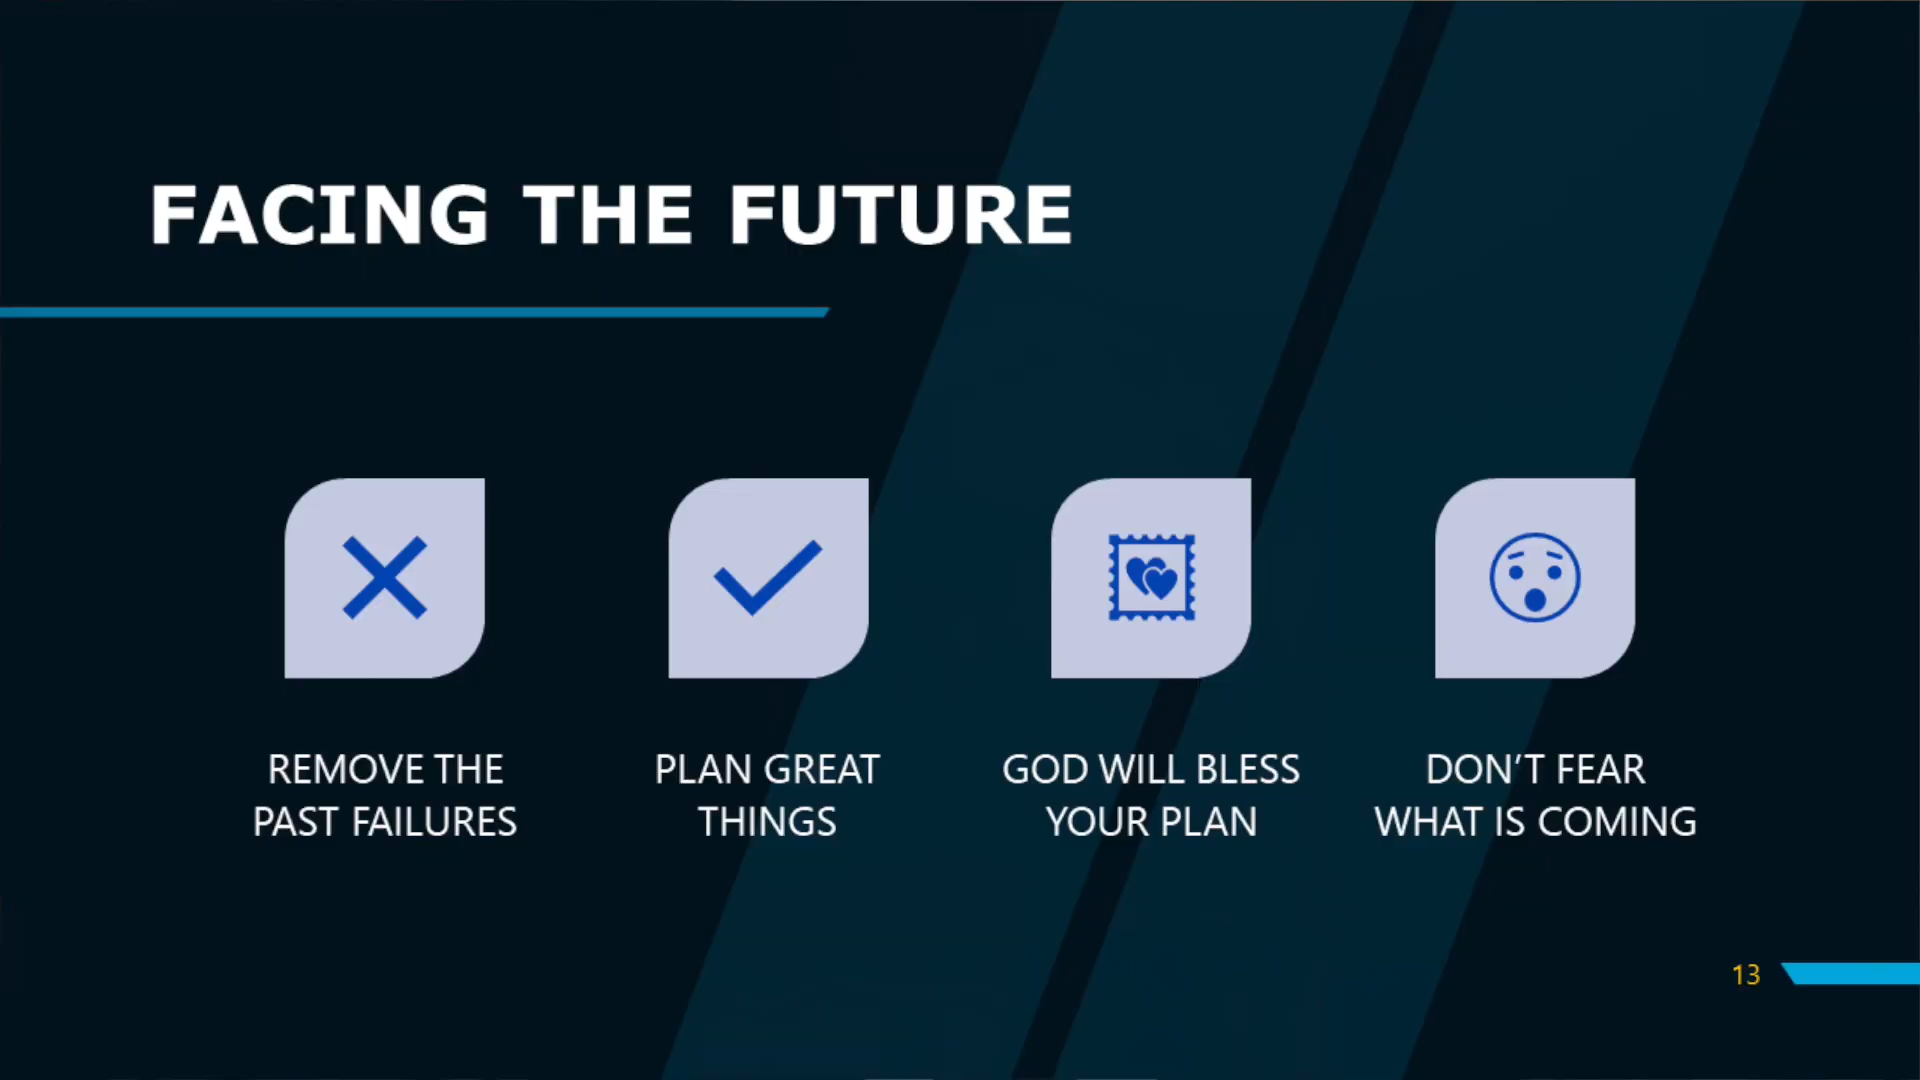 FACING THE FUTURE
REMOVE THE
PAST FAILURES
PLAN GREAT
THINGS
GOD WILL BLESS
YOUR PLAN
DON’T FEAR
WHAT IS COMING
13